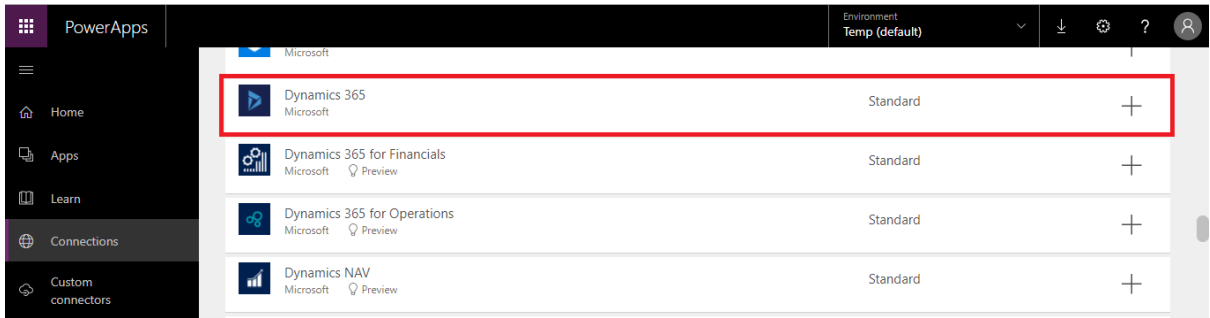 PowerApps
Environment
Temp (default)
?
Microsoft
Home
Apps
Learn
Connections
Custom
connectors
Dynamics 365
Microsoft
Standard
Dynamics 365 for Financials
Microsoft Preview
Standard
Dynamics 365 for Operations
Microsoft Preview
Standard
Dynamics NAV
Microsoft Preview
Standard